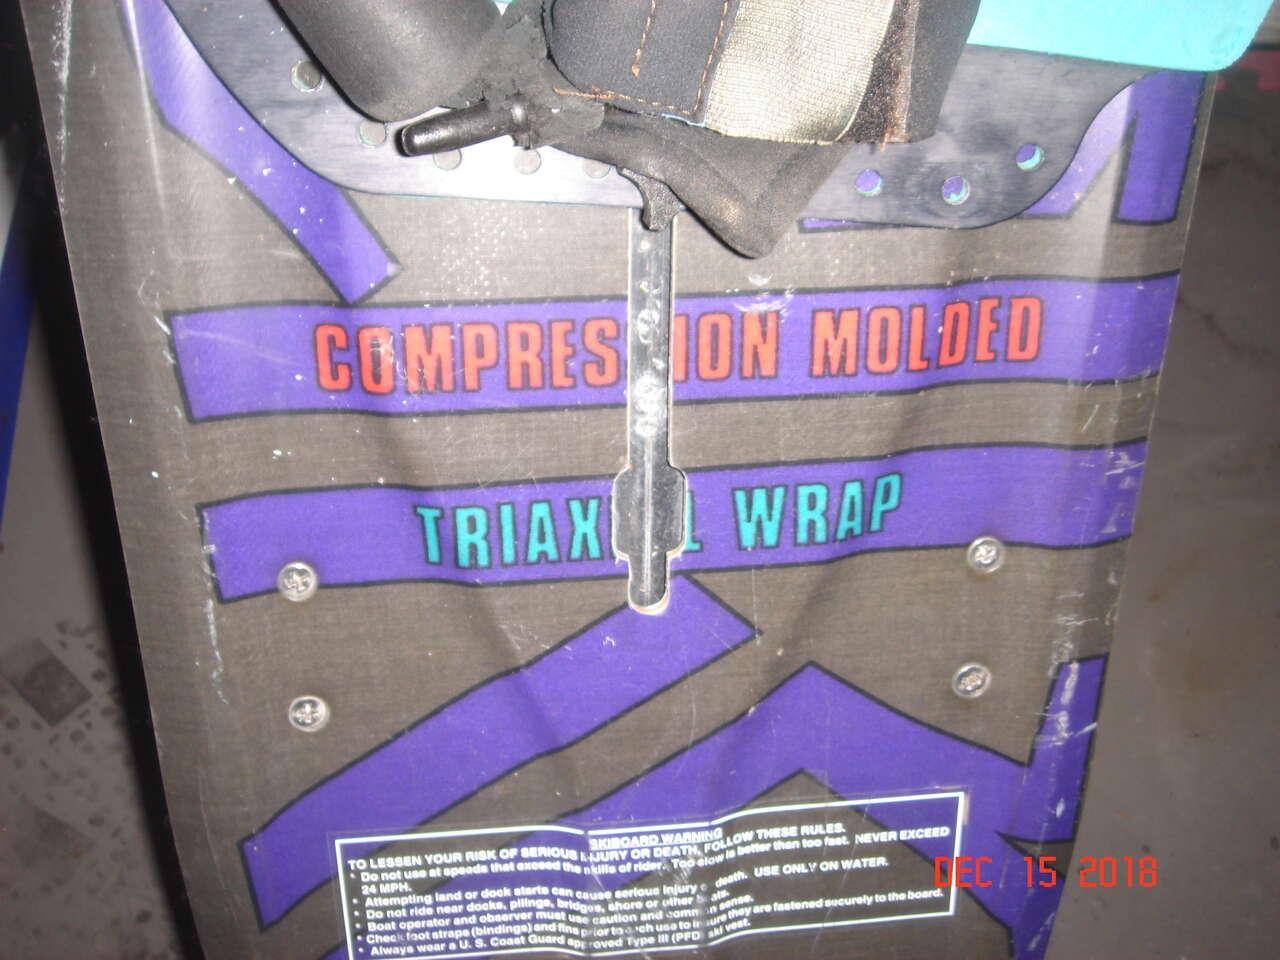 COMPRESSION MOLDED
TRIAXIAL WRAP
SKIBOARD WARNING
TO LESSEN YOUR RISK OF SERIOUS INJURY OR DEATH, FOLLOW THESE RULES.
• Do not use at speeds that exceed the skills of rider. Too slow is better than too fast. NEVER EXCEED
24 MPH.
• Attempting land or dock starts can cause serious injury or death. USE ONLY ON WATER.
• Do not ride near docks, pilings, bridges, shore or other boats.
• Boat operator and observer must use caution and common sense.
• Check foot straps (bindings) and fins prior to each use to insure they are fastened securely to the board.
• Always wear a U. S. Coast Guard approved Type III (PFD) ski vest.
DEC 15 2018